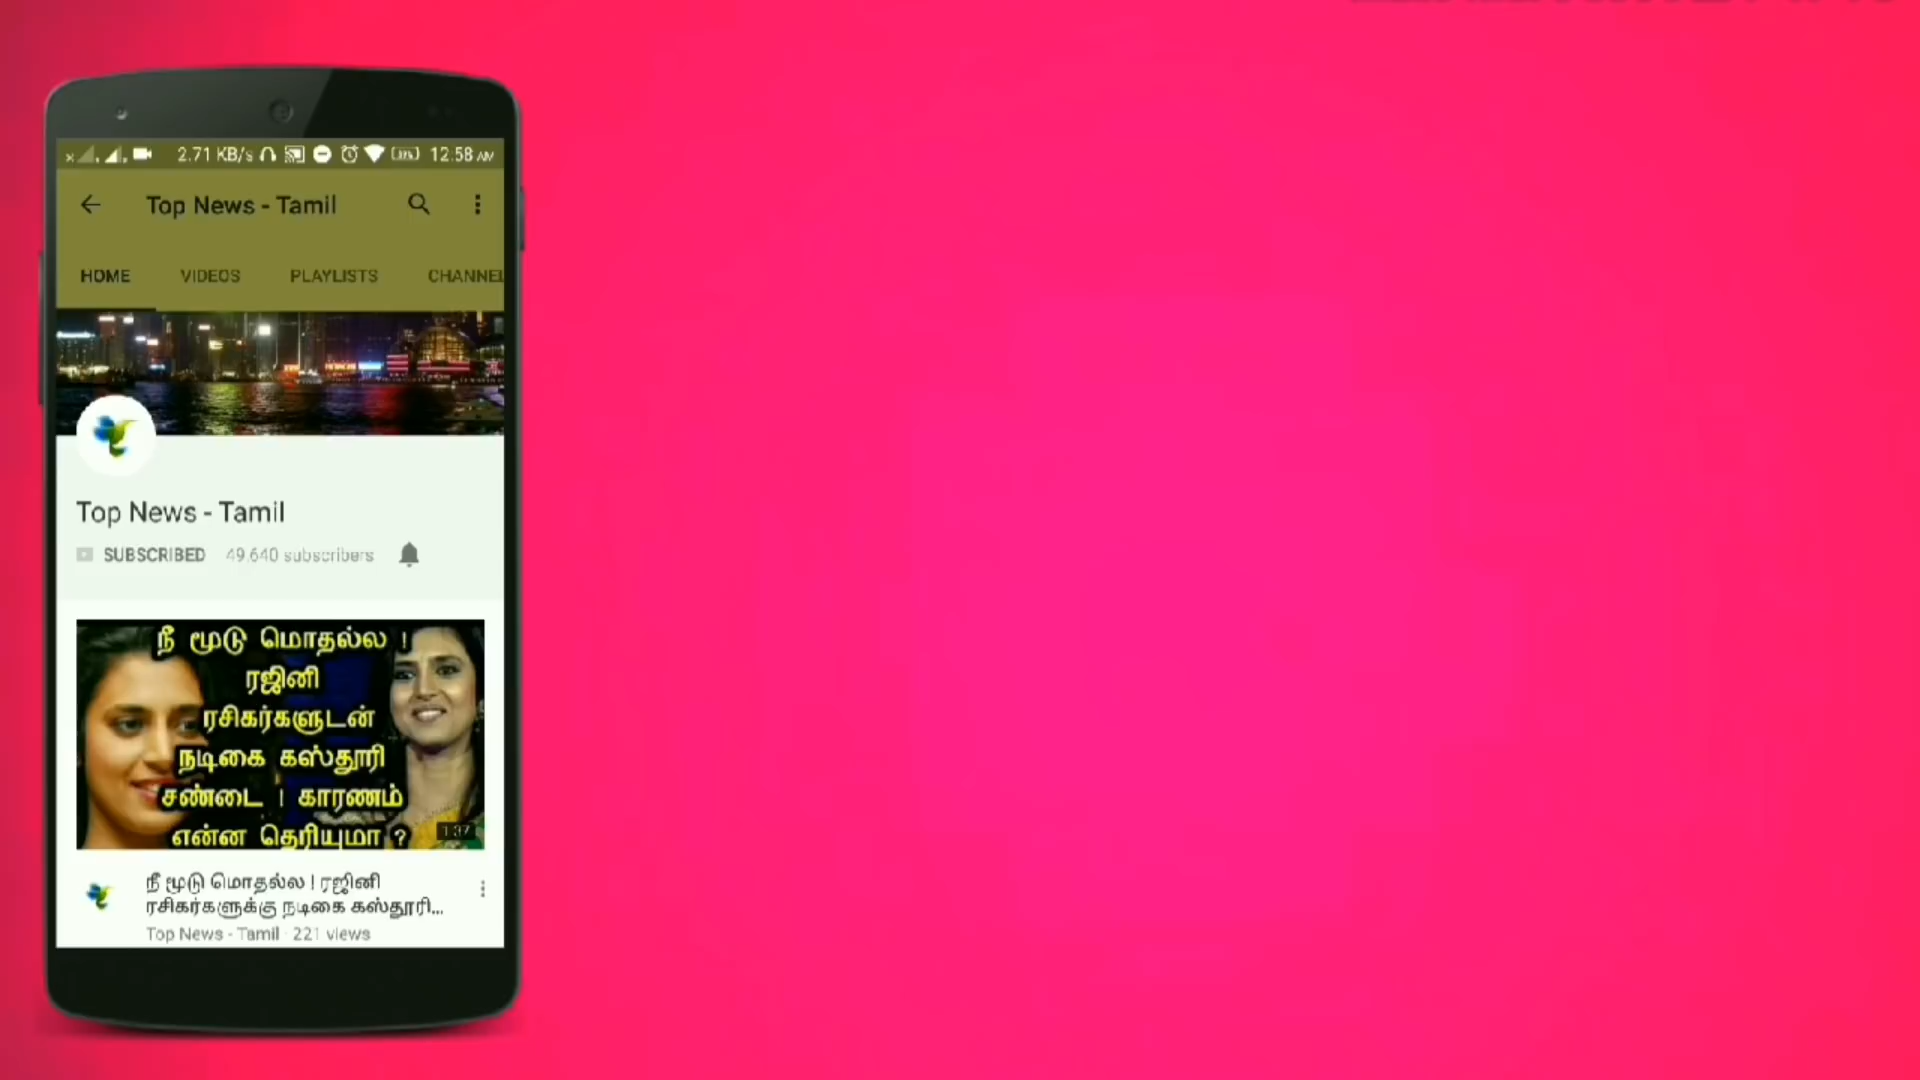 2.71 KB/s 12:58 AM
Top News - Tamil
HOME VIDEOS PLAYLISTS CHANNEL
Top News - Tamil
SUBSCRIBED 49,640 subscribers
நீ மூடு மொதல்ல !
ரஜினி
ரசிகர்களுடன்
நடிகை கஸ்தூரி
சண்டை ! காரணம்
என்ன தெரியுமா ?
1:37
நீ மூடு மொதல்ல ! ரஜினி
ரசிகர்களுக்கு நடிகை கஸ்தூரி...
Top News - Tamil · 221 views